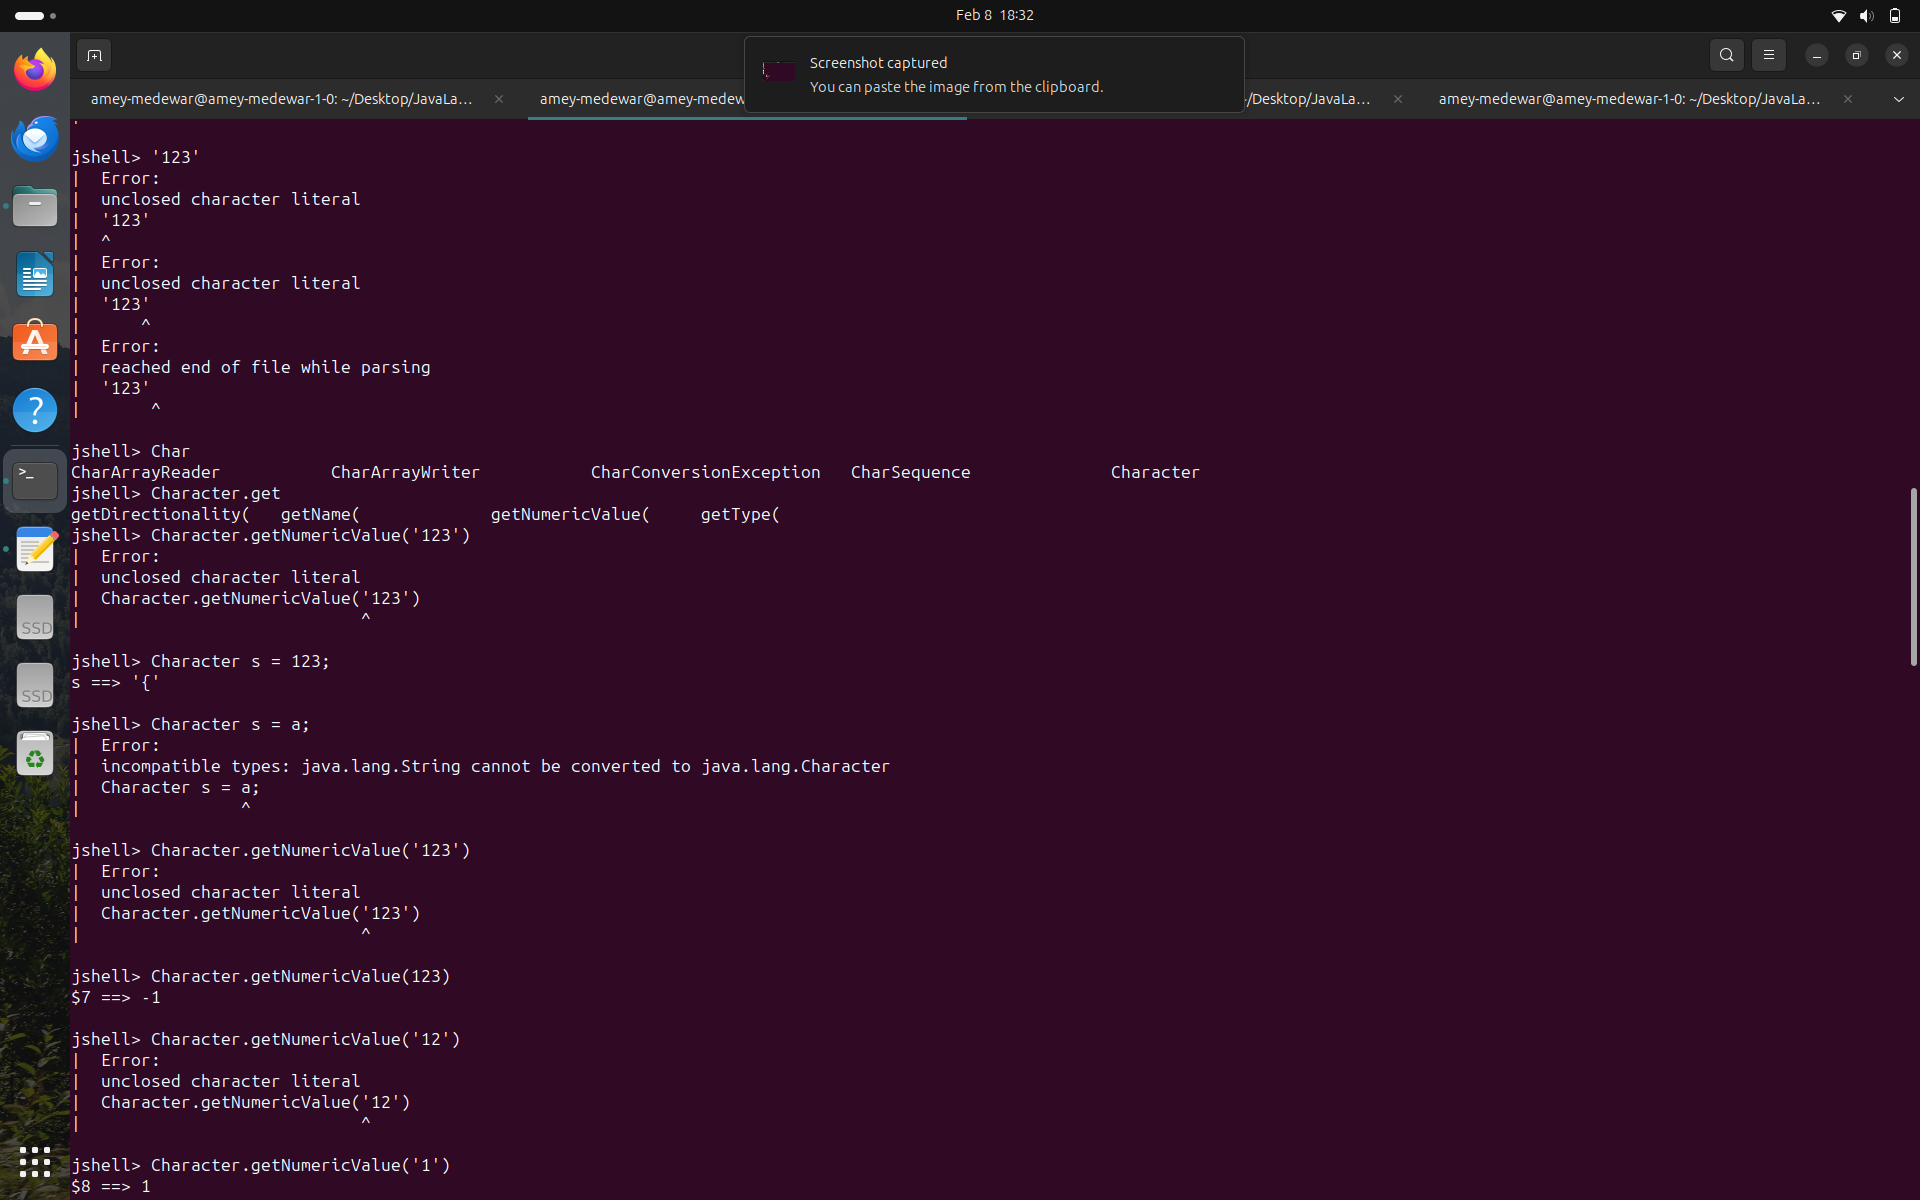 Feb 8 18:32
Screenshot captured
You can paste the image from the clipboard.
amey-medewar@amey-medewar-1-0: ~/Desktop/JavaLa...
amey-medewar@amey-medew
~/Desktop/JavaLa...
amey-medewar@amey-medewar-1-0: ~/Desktop/JavaLa...
jshell> '123'
| Error:
| unclosed character literal
| '123'
| ^
| Error:
| unclosed character literal
| '123'
|     ^
| Error:
| reached end of file while parsing
| '123'
|      ^
jshell> Char
CharArrayReader CharArrayWriter CharConversionException CharSequence Character
jshell> Character.get
getDirectionality( getName( getNumericValue( getType(
jshell> Character.getNumericValue('123')
| Error:
| unclosed character literal
| Character.getNumericValue('123')
|                           ^
jshell> Character s = 123;
s ==> '{'
jshell> Character s = a;
| Error:
| incompatible types: java.lang.String cannot be converted to java.lang.Character
| Character s = a;
|               ^
jshell> Character.getNumericValue('123')
| Error:
| unclosed character literal
| Character.getNumericValue('123')
|                           ^
jshell> Character.getNumericValue(123)
$7 ==> -1
jshell> Character.getNumericValue('12')
| Error:
| unclosed character literal
| Character.getNumericValue('12')
|                           ^
jshell> Character.getNumericValue('1')
$8 ==> 1
SSD
SSD